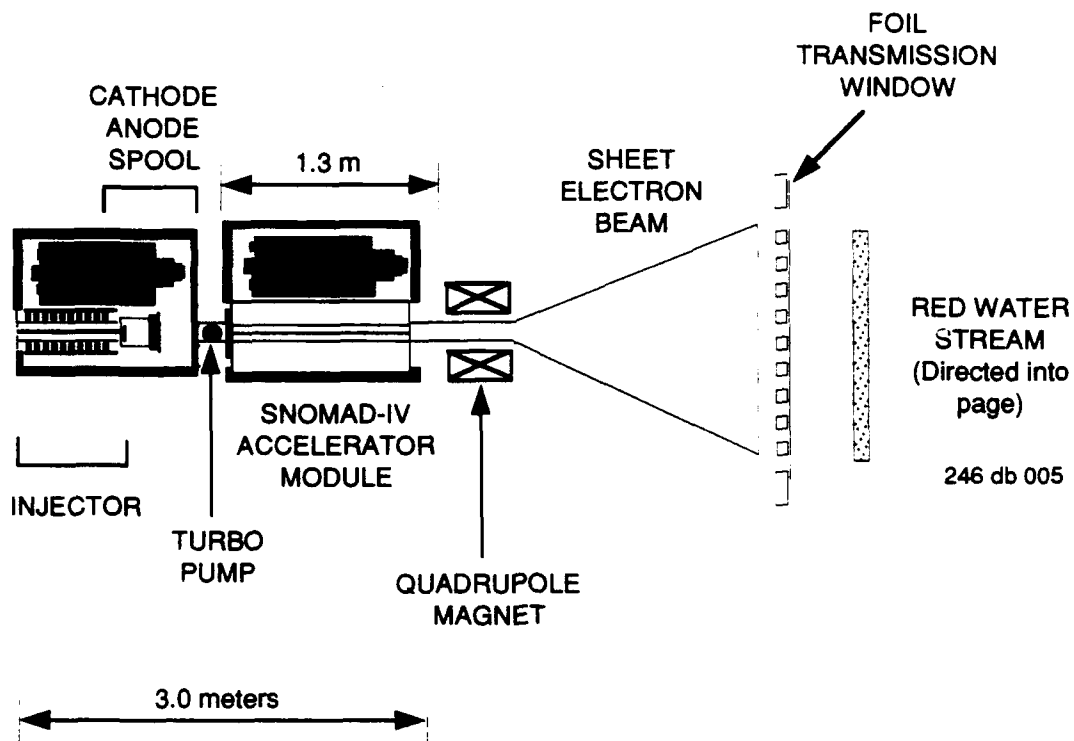 FOIL
TRANSMISSION
WINDOW
CATHODE
ANODE
SPOOL
1.3 m
SHEET
ELECTRON
BEAM
RED WATER
STREAM
(Directed into
page)
SNOMAD-IV
ACCELERATOR
MODULE
246 db 005
INJECTOR
TURBO
PUMP
QUADRUPOLE
MAGNET
3.0 meters